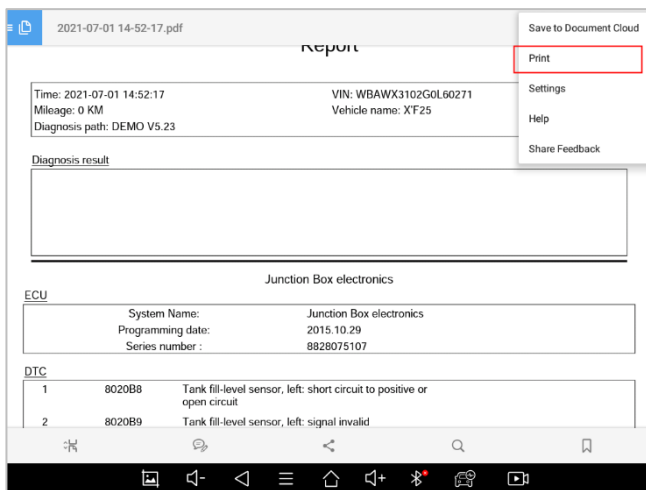 2021-07-01 14-52-17.pdf
Save to Document Cloud
Print
Settings
Help
Share Feedback
Report
Time: 2021-07-01 14:52:17
VIN: WBAWX3102G0L60271
Mileage: 0 KM
Vehicle name: X'F25
Diagnosis path: DEMO V5.23
Diagnosis result
Junction Box electronics
ECU
System Name: Junction Box electronics
Programming date: 2015.10.29
Series number : 8828075107
DTC
1 8020B8 Tank fill-level sensor, left: short circuit to positive or
open circuit
2 8020B9 Tank fill-level sensor, left: signal invalid